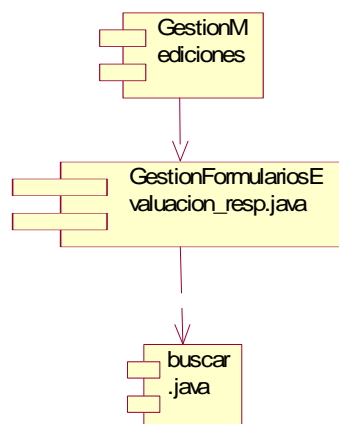 GestionM
ediciones
GestionFormulariosE
valuacion_resp.java
buscar
.java